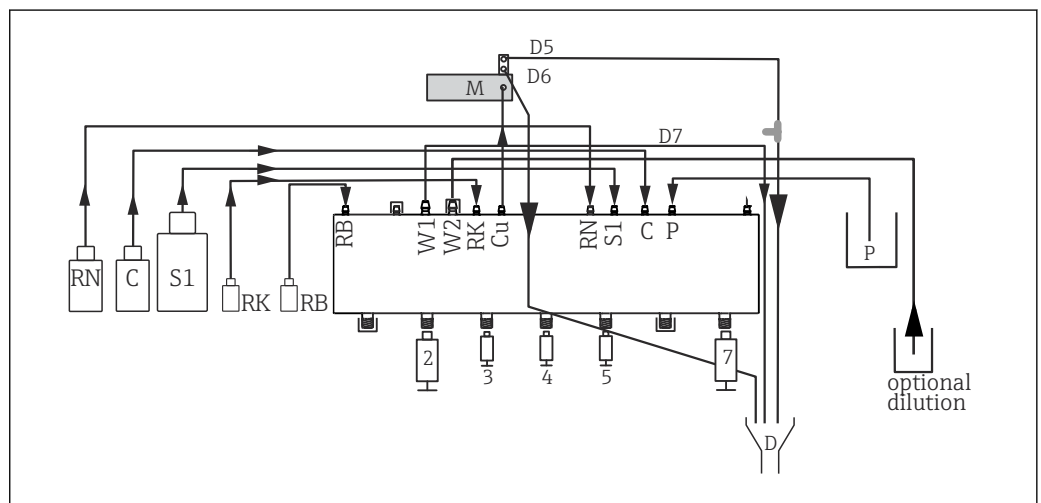 D5
D6
M
D7
RB
W1
W2
RK
Cu
RN
S1
C
P
P
RN
C
S1
RK
RB
2
3
4
5
7
optional
dilution
D